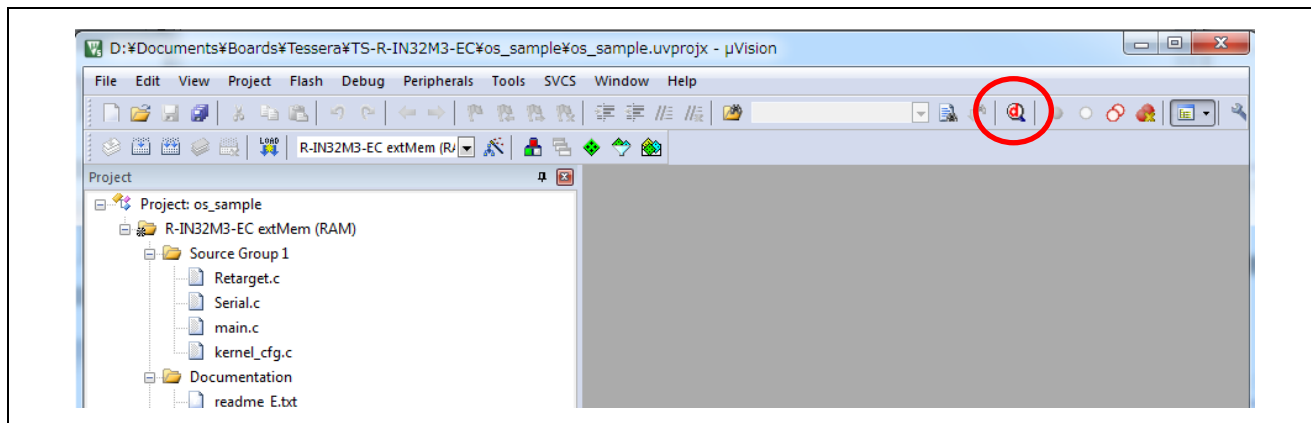 D:¥Documents¥Boards¥Tessera¥TS-R-IN32M3-EC¥os_sample¥os_sample.uvprojx - µVision
File Edit View Project Flash Debug Peripherals Tools SVCS Window Help
LOAD R-IN32M3-EC extMem (RA
Project
Project: os_sample
R-IN32M3-EC extMem (RAM)
Source Group 1
Retarget.c
Serial.c
main.c
kernel_cfg.c
Documentation
readme_E.txt